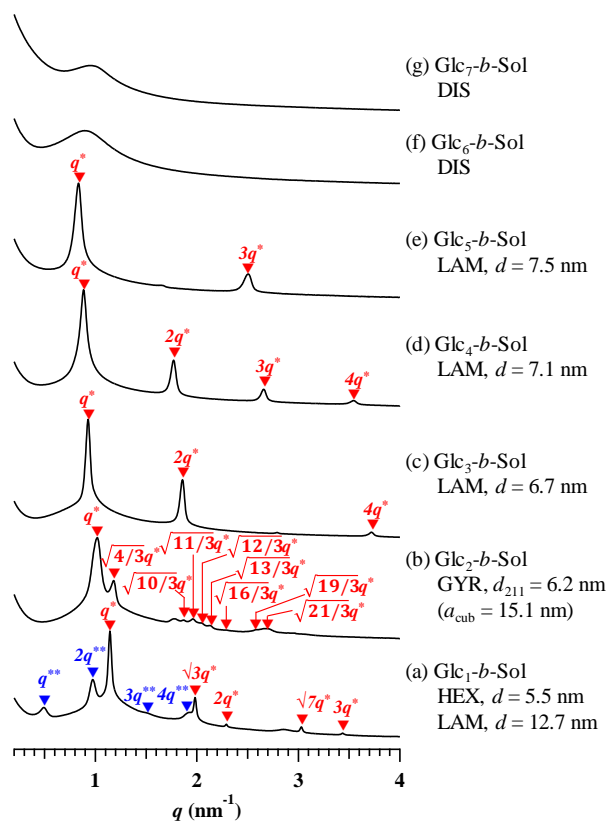 (g) Glc₇-b-Sol
DIS
(f) Glc₆-b-Sol
DIS
q*
(e) Glc₅-b-Sol
LAM, d = 7.5 nm
3q*
q*
(d) Glc₄-b-Sol
LAM, d = 7.1 nm
2q*
3q*
4q*
q*
(c) Glc₃-b-Sol
LAM, d = 6.7 nm
2q*
4q*
q*
√4/3q*
√10/3q*
√11/3q*
√12/3q*
√13/3q*
√16/3q*
√19/3q*
√21/3q*
(b) Glc₂-b-Sol
GYR, d₂₁₁ = 6.2 nm
(a_cub = 15.1 nm)
q*
q**
2q**
3q**
4q**
√3q*
2q*
√7q*
3q*
(a) Glc₁-b-Sol
HEX, d = 5.5 nm
LAM, d = 12.7 nm
1 2 3 4
q (nm⁻¹)